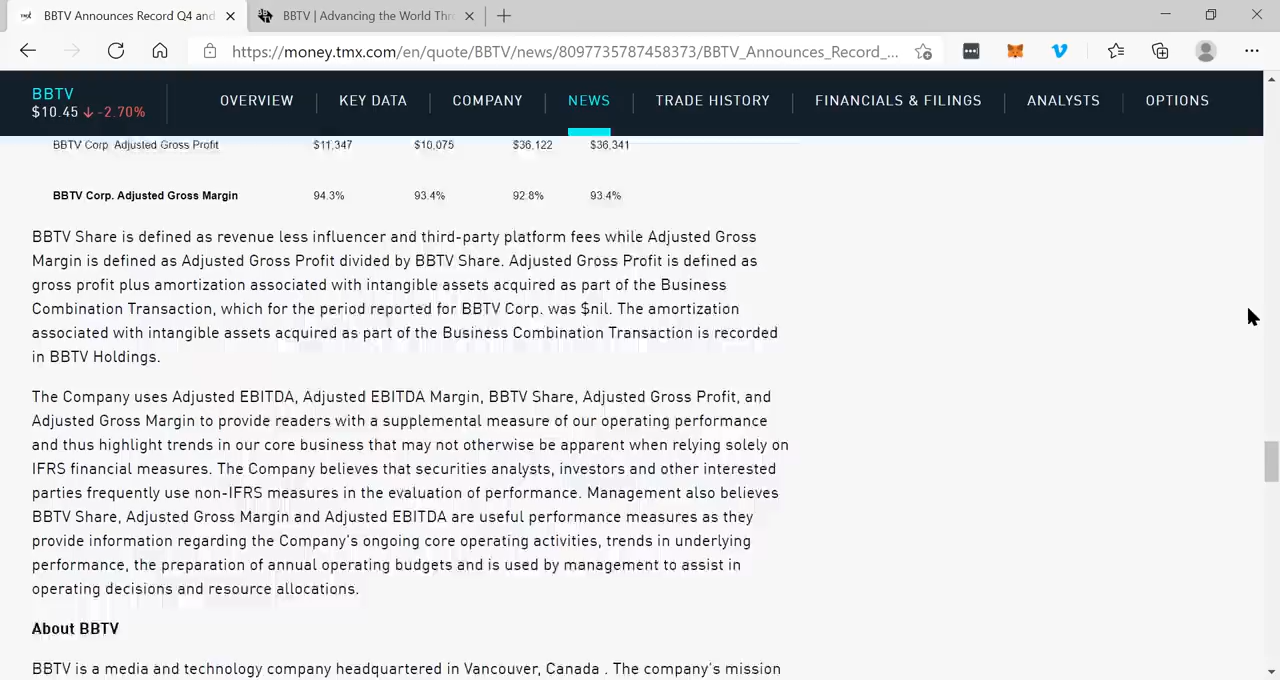 BBTV Announces Record Q4 and
BBTV | Advancing the World Thr
https://money.tmx.com/en/quote/BBTV/news/8097735787458373/BBTV_Announces_Record_...
BBTV
$10.45 ↓ -2.70%
OVERVIEW
KEY DATA
COMPANY
NEWS
TRADE HISTORY
FINANCIALS & FILINGS
ANALYSTS
OPTIONS
BBTV Corp. Adjusted Gross Profit $11,347 $10,075 $36,122 $36,341
BBTV Corp. Adjusted Gross Margin 94.3% 93.4% 92.8% 93.4%
BBTV Share is defined as revenue less influencer and third-party platform fees while Adjusted Gross
Margin is defined as Adjusted Gross Profit divided by BBTV Share. Adjusted Gross Profit is defined as
gross profit plus amortization associated with intangible assets acquired as part of the Business
Combination Transaction, which for the period reported for BBTV Corp. was $nil. The amortization
associated with intangible assets acquired as part of the Business Combination Transaction is recorded
in BBTV Holdings.
The Company uses Adjusted EBITDA, Adjusted EBITDA Margin, BBTV Share, Adjusted Gross Profit, and
Adjusted Gross Margin to provide readers with a supplemental measure of our operating performance
and thus highlight trends in our core business that may not otherwise be apparent when relying solely on
IFRS financial measures. The Company believes that securities analysts, investors and other interested
parties frequently use non-IFRS measures in the evaluation of performance. Management also believes
BBTV Share, Adjusted Gross Margin and Adjusted EBITDA are useful performance measures as they
provide information regarding the Company's ongoing core operating activities, trends in underlying
performance, the preparation of annual operating budgets and is used by management to assist in
operating decisions and resource allocations.
About BBTV
BBTV is a media and technology company headquartered in Vancouver, Canada . The company's mission